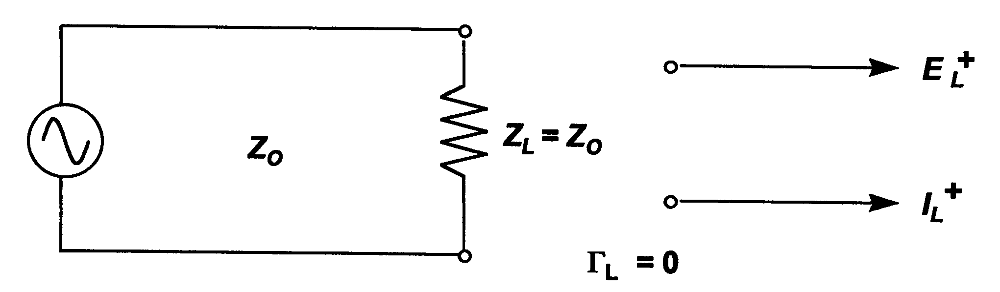 E_L^+
Z_O
Z_L = Z_O
I_L^+
Γ_L = 0